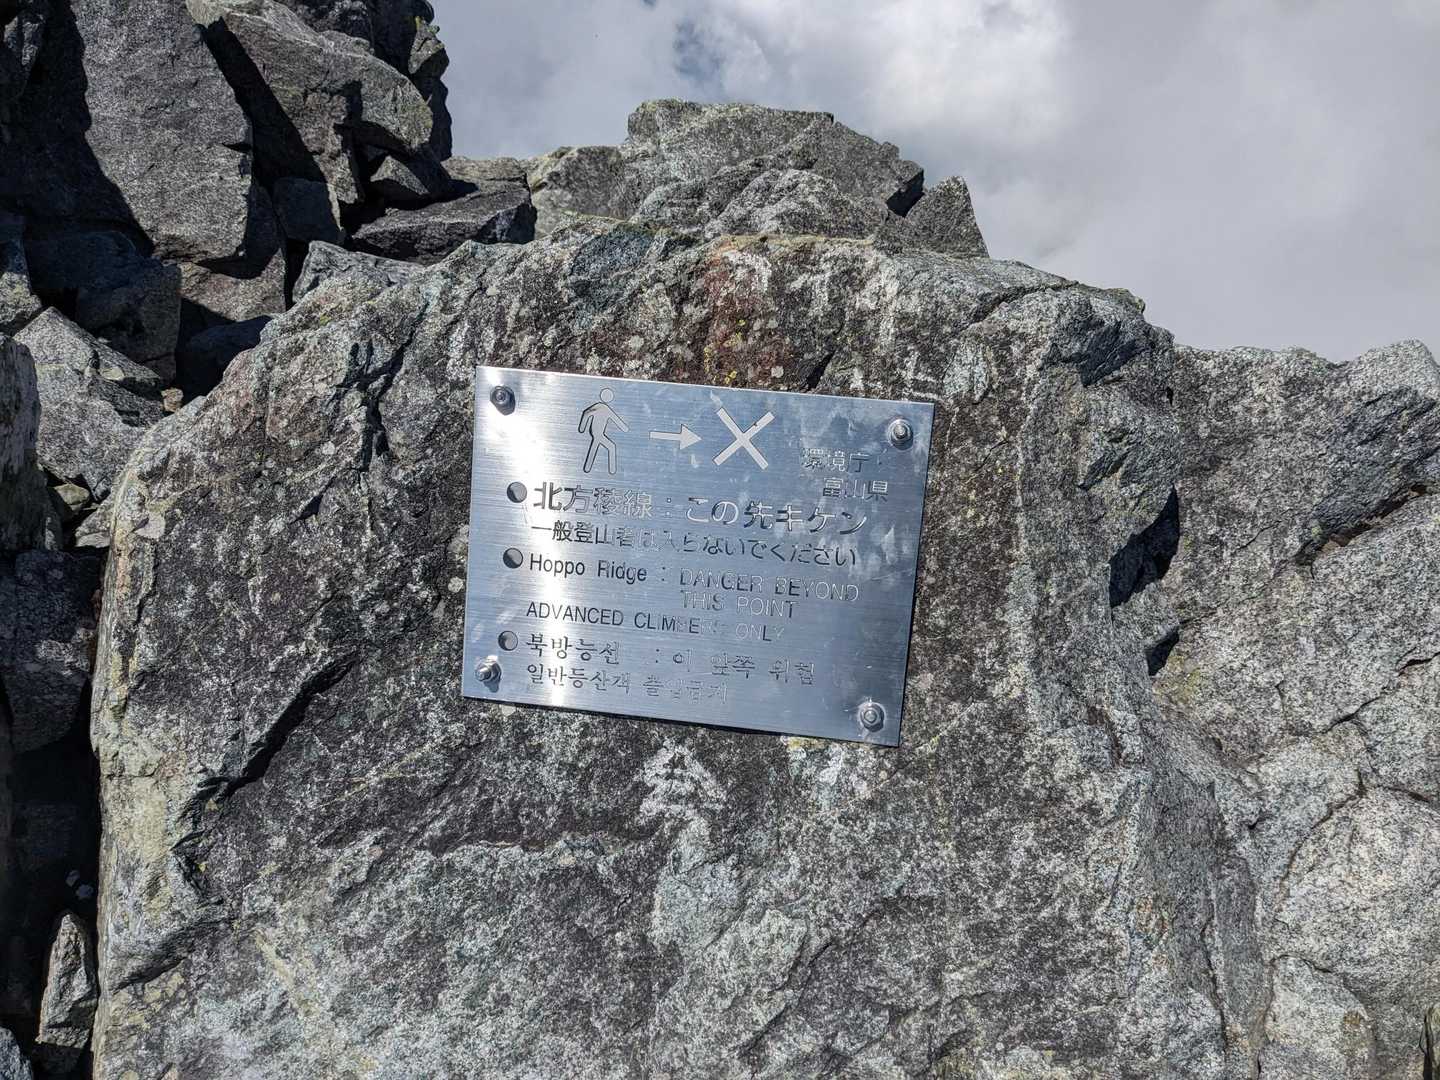 環境庁
富山県
●北方稜線：この先キケン
一般登山者は入らないでください
●Hoppo Ridge : DANGER BEYOND
THIS POINT
ADVANCED CLIMBERS ONLY
●북방능선 : 이 안쪽 위험
일반등산객 출입금지